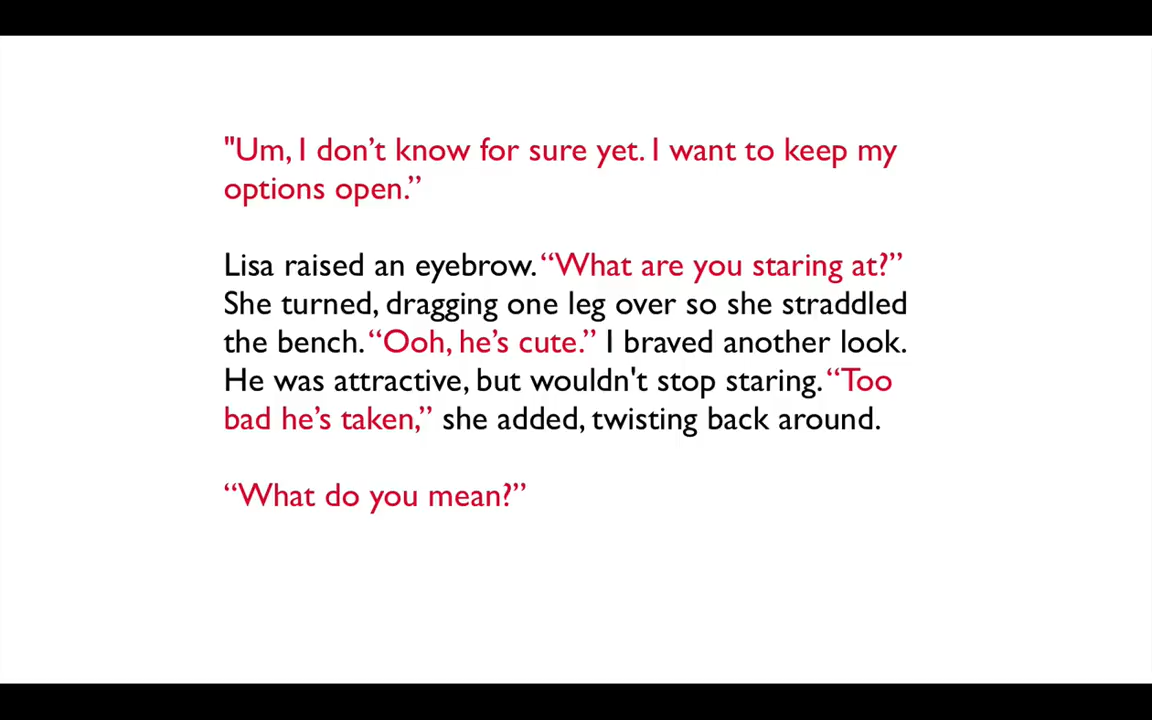 "Um, I don’t know for sure yet. I want to keep my
options open.”
Lisa raised an eyebrow. “What are you staring at?”
She turned, dragging one leg over so she straddled
the bench. “Ooh, he’s cute.” I braved another look.
He was attractive, but wouldn't stop staring. “Too
bad he’s taken,” she added, twisting back around.
“What do you mean?”